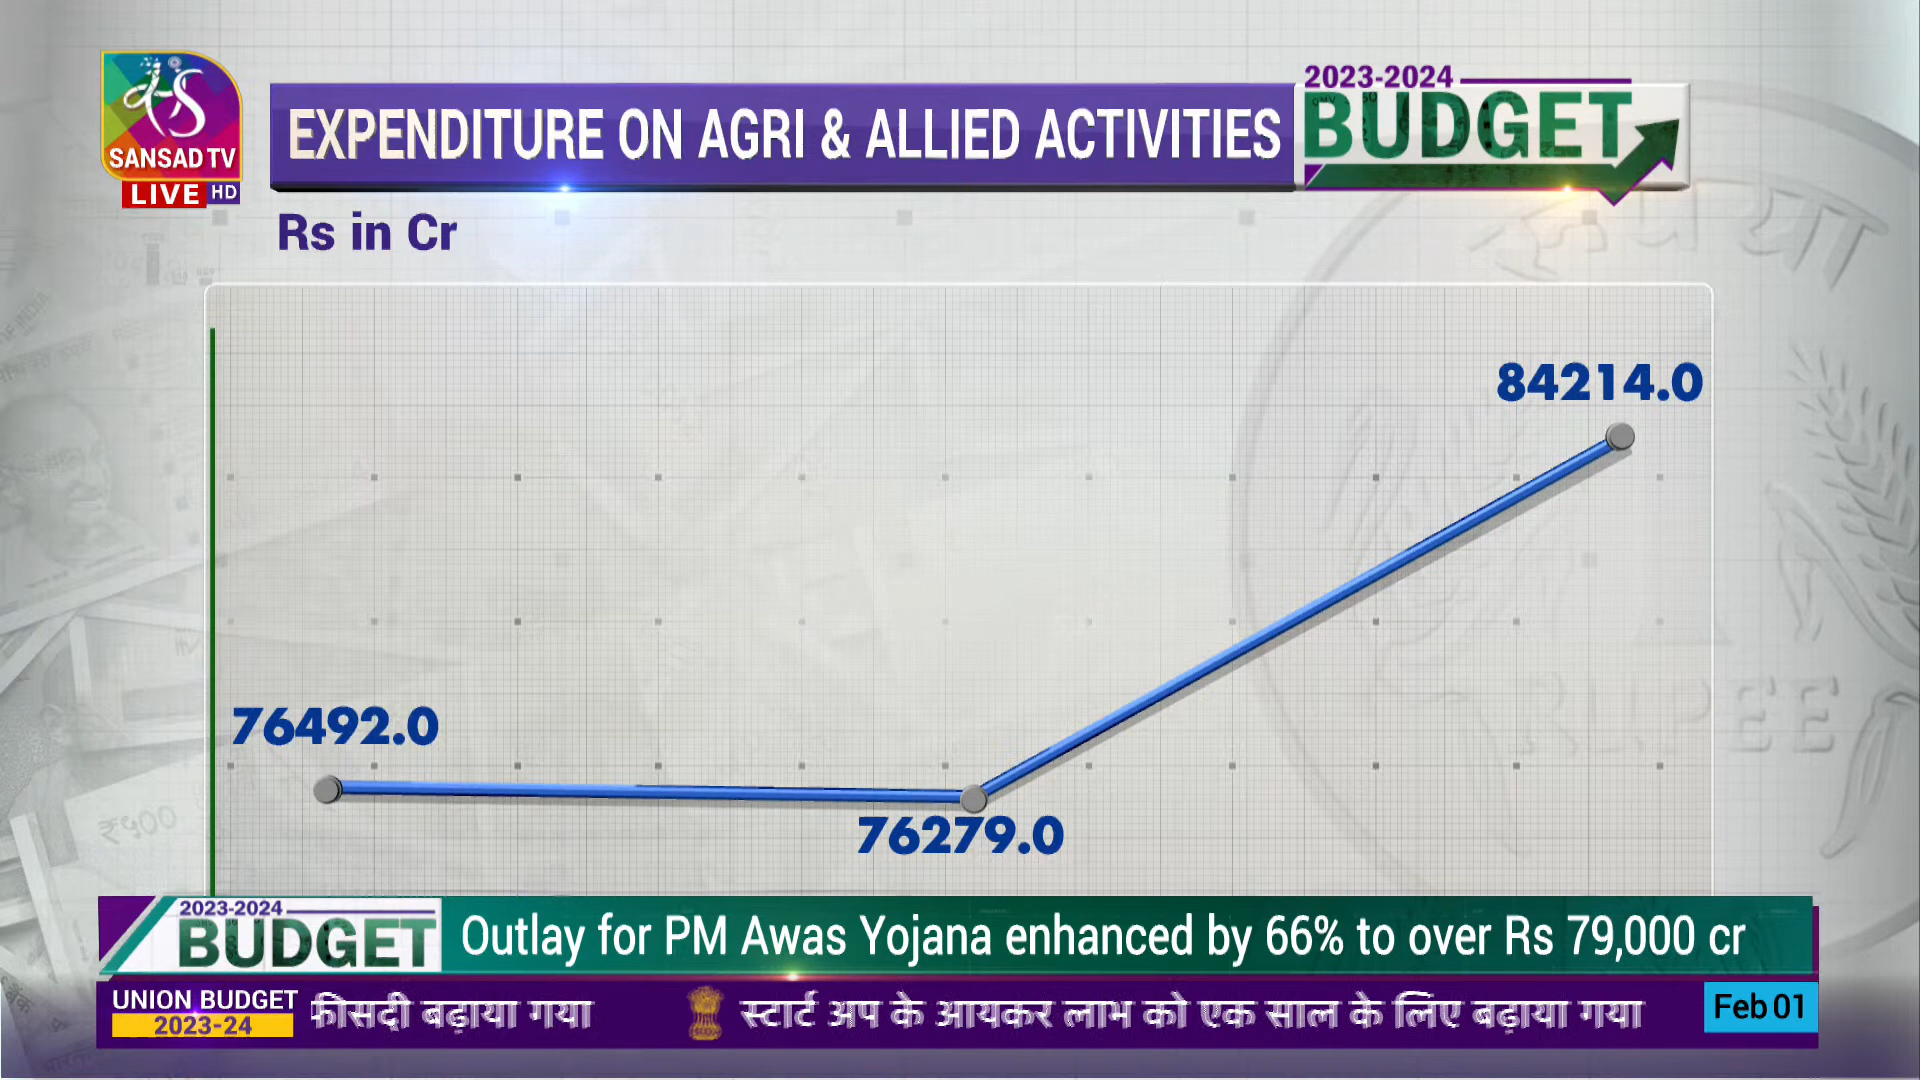 SANSAD TV
LIVE HD
EXPENDITURE ON AGRI & ALLIED ACTIVITIES
2023-2024
BUDGET
Rs in Cr
84214.0
76492.0
76279.0
2023-2024
BUDGET
Outlay for PM Awas Yojana enhanced by 66% to over Rs 79,000 cr
UNION BUDGET
2023-24
फीसदी बढ़ाया गया
स्टार्ट अप के आयकर लाभ को एक साल के लिए बढ़ाया गया
Feb 01